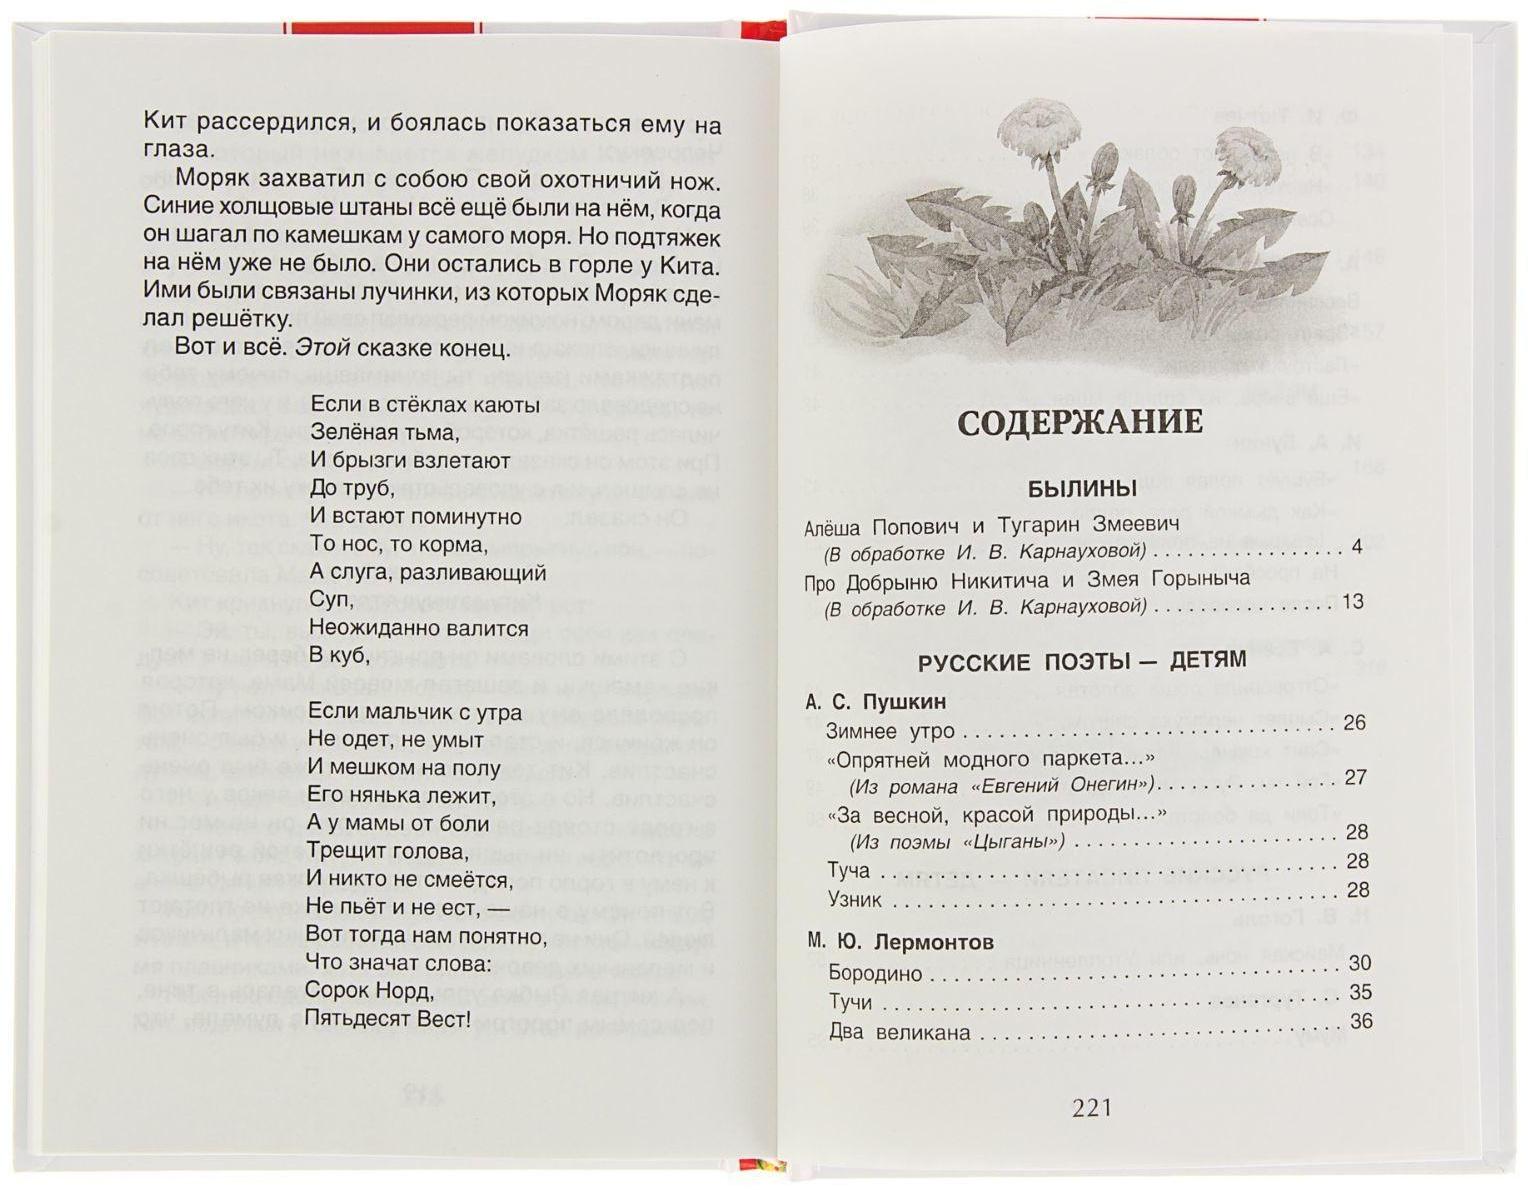 Кит рассердился, и боялась показаться ему на
глаза.
Моряк захватил с собою свой охотничий нож.
Синие холщовые штаны всё ещё были на нём, когда
он шагал по камешкам у самого моря. Но подтяжек
на нём уже не было. Они остались в горле у Кита.
Ими были связаны лучинки, из которых Моряк сде-
лал решётку.
Вот и всё. Этой сказке конец.
Если в стёклах каюты
Зелёная тьма,
И брызги взлетают
До труб,
И встают поминутно
То нос, то корма,
А слуга, разливающий
Суп,
Неожиданно валится
В куб,
Если мальчик с утра
Не одет, не умыт
И мешком на полу
Его нянька лежит,
А у мамы от боли
Трещит голова,
И никто не смеётся,
Не пьёт и не ест, —
Вот тогда нам понятно,
Что значат слова:
Сорок Норд,
Пятьдесят Вест!
СОДЕРЖАНИЕ
БЫЛИНЫ
Алёша Попович и Тугарин Змеевич
(В обработке И. В. Карнауховой) . . . . . . . . . . . . . . . . 4
Про Добрыню Никитича и Змея Горыныча
(В обработке И. В. Карнауховой) . . . . . . . . . . . . . . . 13
РУССКИЕ ПОЭТЫ — ДЕТЯМ
А. С. Пушкин
Зимнее утро . . . . . . . . . . . . . . . . . . . . . . . . . . . . . . 26
«Опрятней модного паркета...»
(Из романа «Евгений Онегин»). . . . . . . . . . . . . . . 27
«За весной, красой природы...»
(Из поэмы «Цыганы») . . . . . . . . . . . . . . . . . . . . . 28
Туча . . . . . . . . . . . . . . . . . . . . . . . . . . . . . . . . . . . . 28
Узник . . . . . . . . . . . . . . . . . . . . . . . . . . . . . . . . . . . 28
М. Ю. Лермонтов
Бородино . . . . . . . . . . . . . . . . . . . . . . . . . . . . . . . . 30
Тучи . . . . . . . . . . . . . . . . . . . . . . . . . . . . . . . . . . . . 35
Два великана . . . . . . . . . . . . . . . . . . . . . . . . . . . . . 36
221